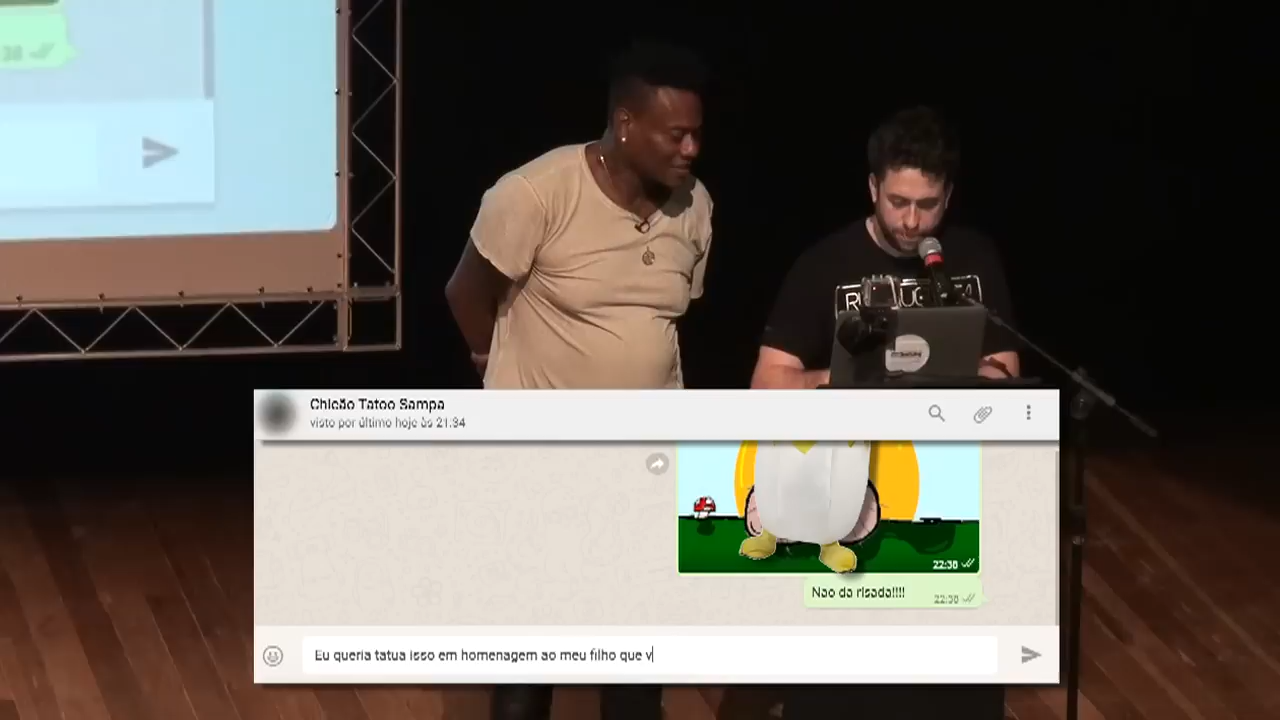 38
Chicão Tatoo Sampa
visto por último hoje às 21:34
22:38
Nao da risada!!!!
22:38
Eu queria tatua isso em homenagem ao meu filho que v